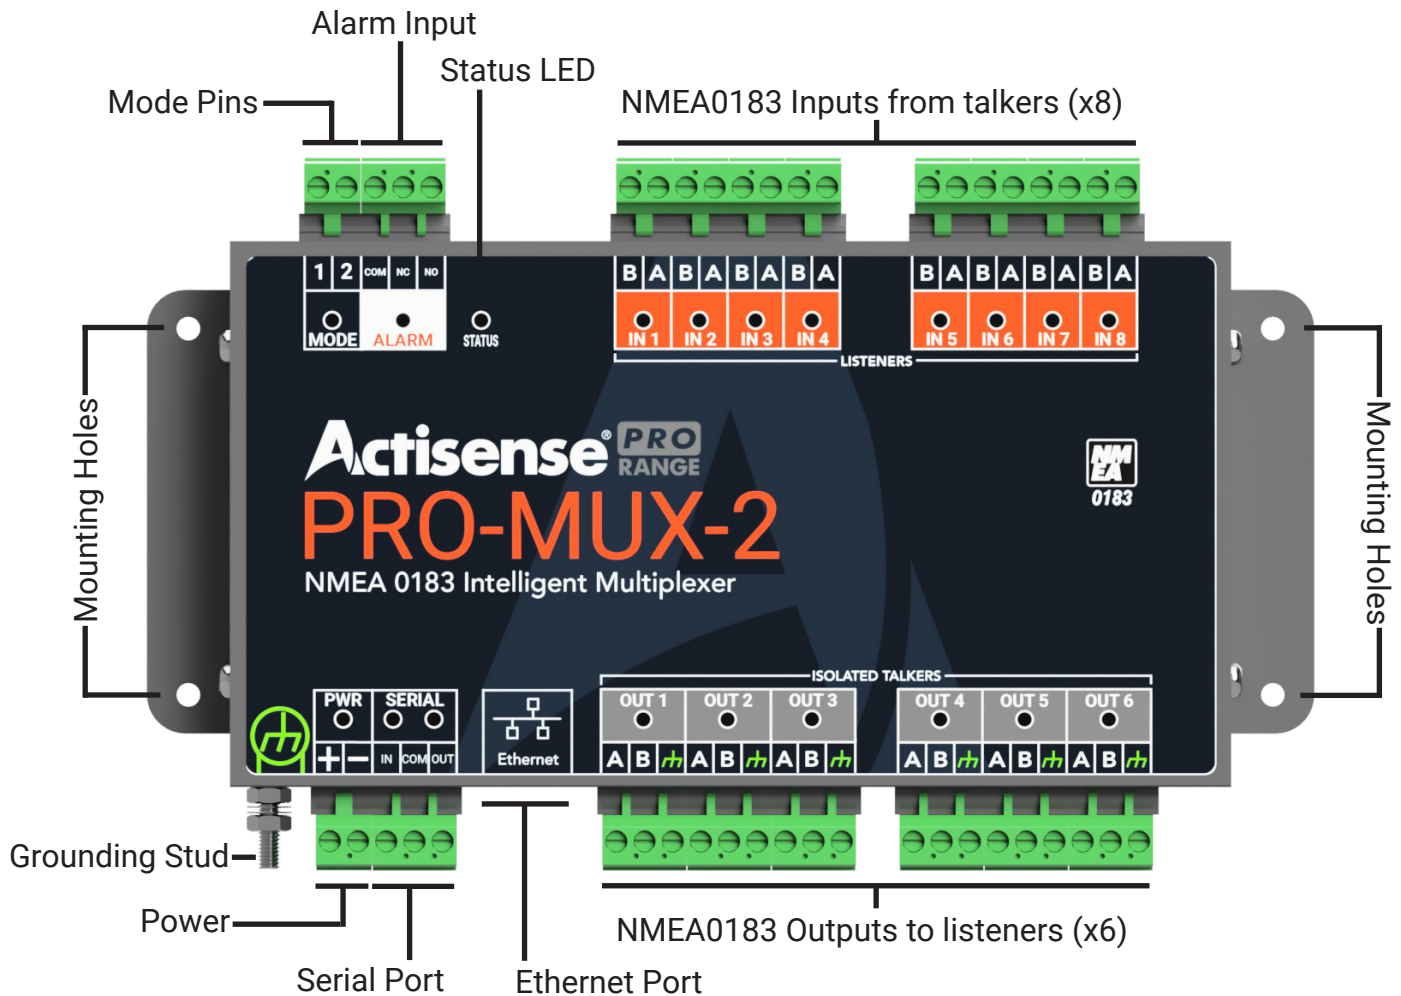 Alarm Input
Status LED
Mode Pins
NMEA0183 Inputs from talkers (x8)
1 2 COM NC NO
B A B A B A B A
B A B A B A B A
MODE ALARM STATUS
IN 1 IN 2 IN 3 IN 4
IN 5 IN 6 IN 7 IN 8
LISTENERS
Mounting Holes
Mounting Holes
Actisense® PRO
RANGE
NM
EA
0183
PRO-MUX-2
NMEA 0183 Intelligent Multiplexer
ISOLATED TALKERS
PWR SERIAL
OUT 1 OUT 2 OUT 3
OUT 4 OUT 5 OUT 6
+ − IN COM OUT
Ethernet
A B A B A B
A B A B A B
Grounding Stud
Power
NMEA0183 Outputs to listeners (x6)
Serial Port
Ethernet Port